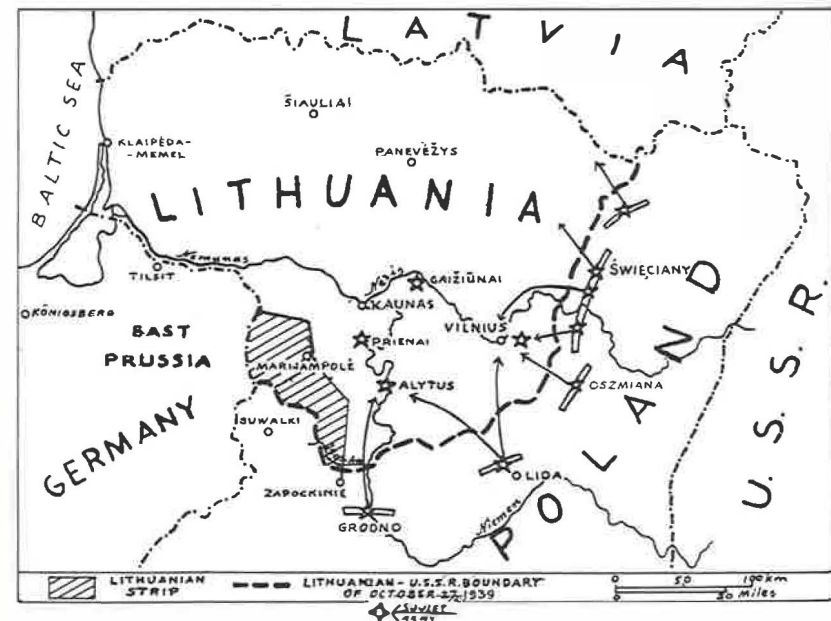 LATVIA
BALTIC SEA
ŠIAULIAI
KLAIPĖDA-
-MEMEL
PANEVĖŽYS
LITHUANIA
Nemunas
TILSIT
Neris
GAIŽIŪNAI
ŚWIĘCIANY
KÖNIGSBERG
KAUNAS
VILNIUS
EAST
PRUSSIA
PRIENAI
MARIJAMPOLĖ
ALYTUS
OSZMIANA
GERMANY
SUWALKI
LIDA
POLAND
U.S.S.R.
ZAPOCKINIE
GRODNO
Niemen
LITHUANIAN
STRIP
LITHUANIAN - U.S.S.R. BOUNDARY
OF OCTOBER 27, 1939
0 50 100 KM
0 50 MILES
SOVIET
ARMY